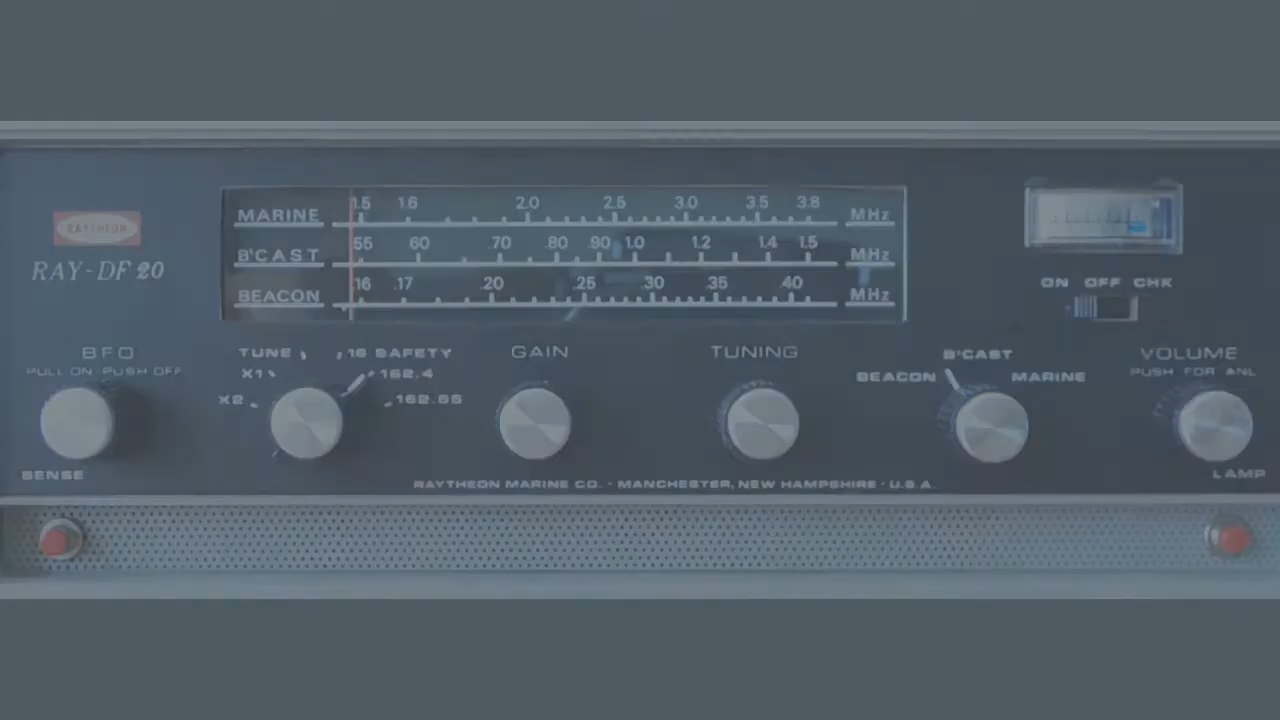 RAYTHEON
RAY-DF 20
MARINE 1.5 1.6 2.0 2.5 3.0 3.5 3.8 MHz
B'CAST 55 60 .70 .80 .90 1.0 1.2 1.4 1.5 MHz
BEACON .16 .17 .20 .25 .30 .35 .40 MHz
ON OFF CHK
BFO
PULL ON PUSH OFF
SENSE
TUNE
X1
X2
16 SAFETY
162.4
162.55
GAIN
TUNING
B'CAST
BEACON MARINE
VOLUME
PUSH FOR ANL
LAMP
RAYTHEON MARINE CO. · MANCHESTER, NEW HAMPSHIRE · U.S.A.